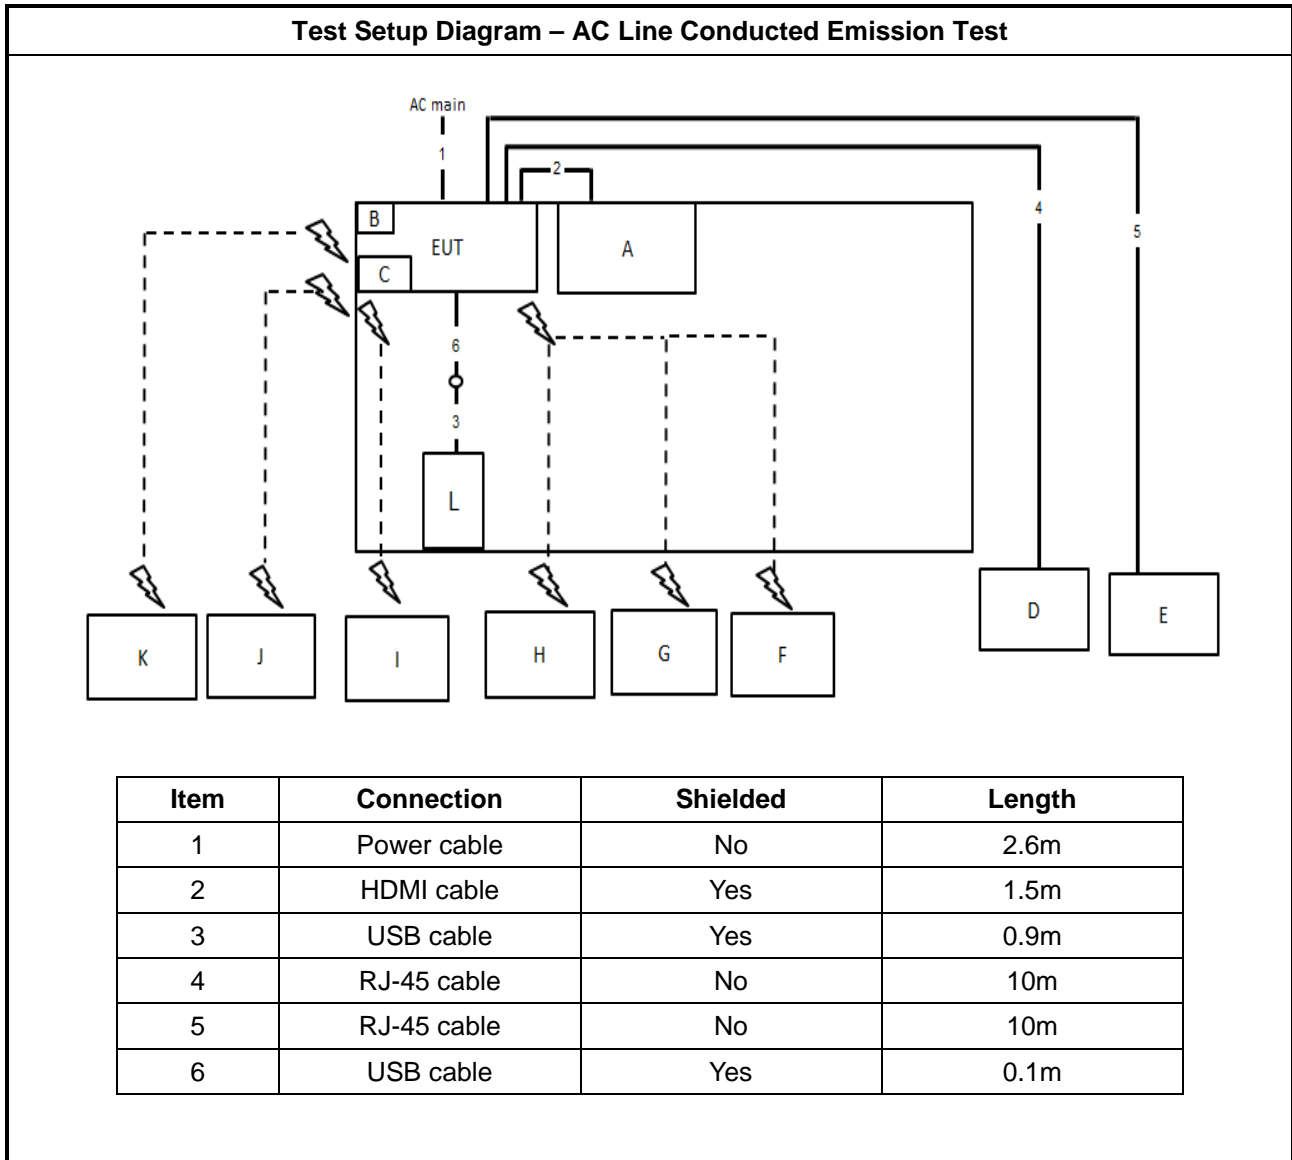 Test Setup Diagram – AC Line Conducted Emission Test
AC main
1
2
B
EUT
A
4
C
5
6
3
L
D
E
K
J
I
H
G
F
Item Connection Shielded Length
1 Power cable No 2.6m
2 HDMI cable Yes 1.5m
3 USB cable Yes 0.9m
4 RJ-45 cable No 10m
5 RJ-45 cable No 10m
6 USB cable Yes 0.1m